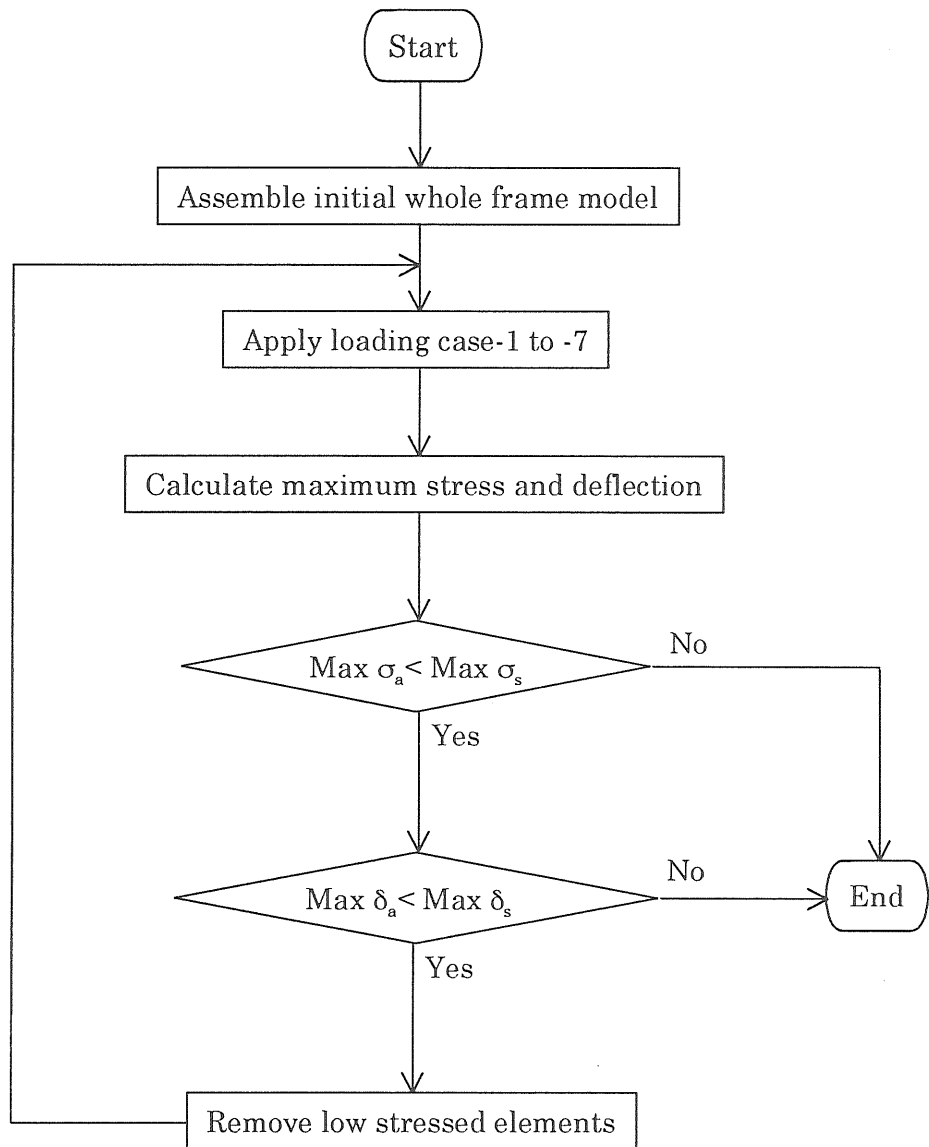 Start
Assemble initial whole frame model
Apply loading case-1 to -7
Calculate maximum stress and deflection
Max σₐ< Max σₛ
No
Yes
Max δₐ< Max δₛ
No
End
Yes
Remove low stressed elements